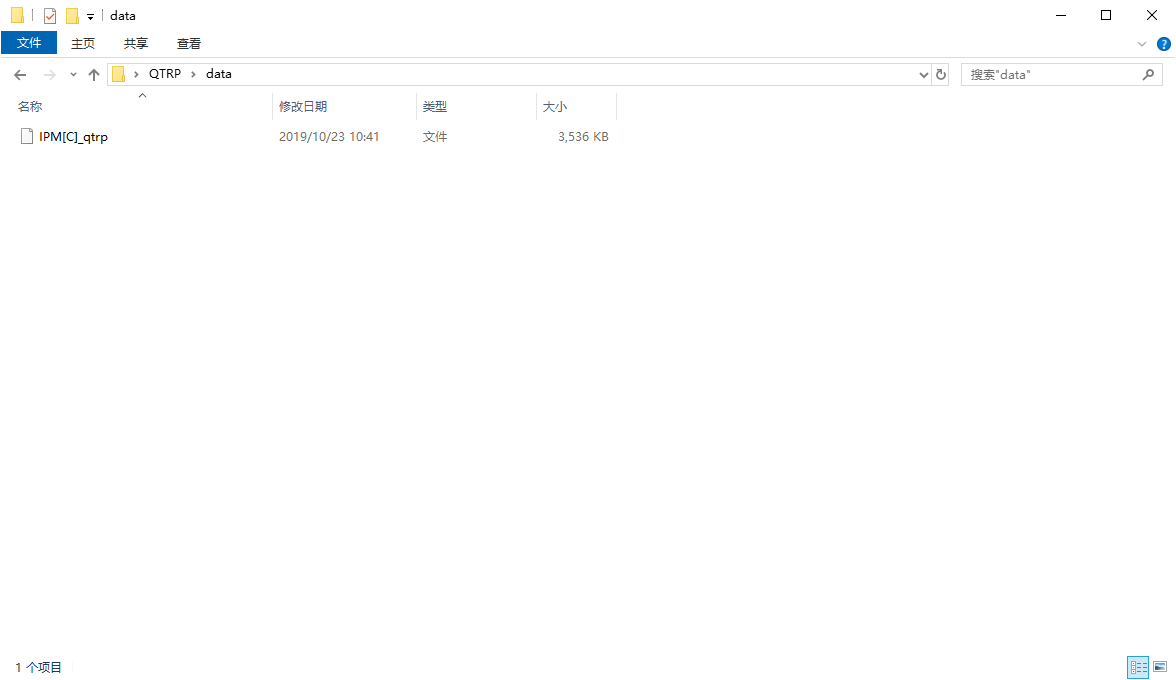 data
文件 主页 共享 查看
QTRP data 搜索"data"
名称 修改日期 类型 大小
IPM[C]_qtrp 2019/10/23 10:41 文件 3,536 KB
1 个项目